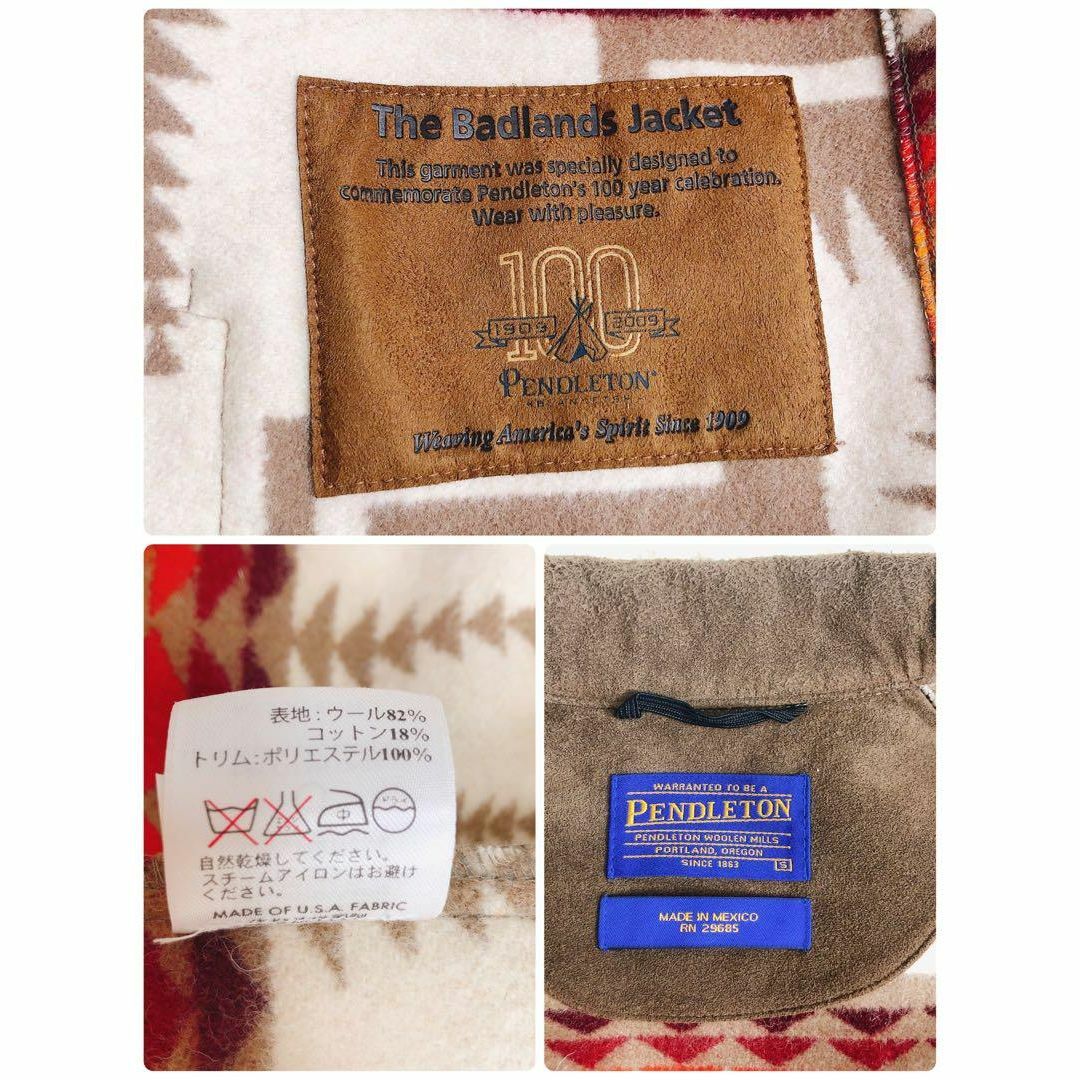 The Badlands Jacket
This garment was specially designed to
commemorate Pendleton's 100 year celebration.
Wear with pleasure.
100
1909 2009
PENDLETON
Weaving America's Spirit Since 1909
表地:ウール82%
コットン18%
トリム:ポリエステル100%
中
自然乾燥してください。
スチームアイロンはお避け
ください。
MADE OF U.S.A. FABRIC
WARRANTED TO BE A
PENDLETON
PENDLETON WOOLEN MILLS
PORTLAND, OREGON
SINCE 1863 S
MADE IN MEXICO
RN 29685